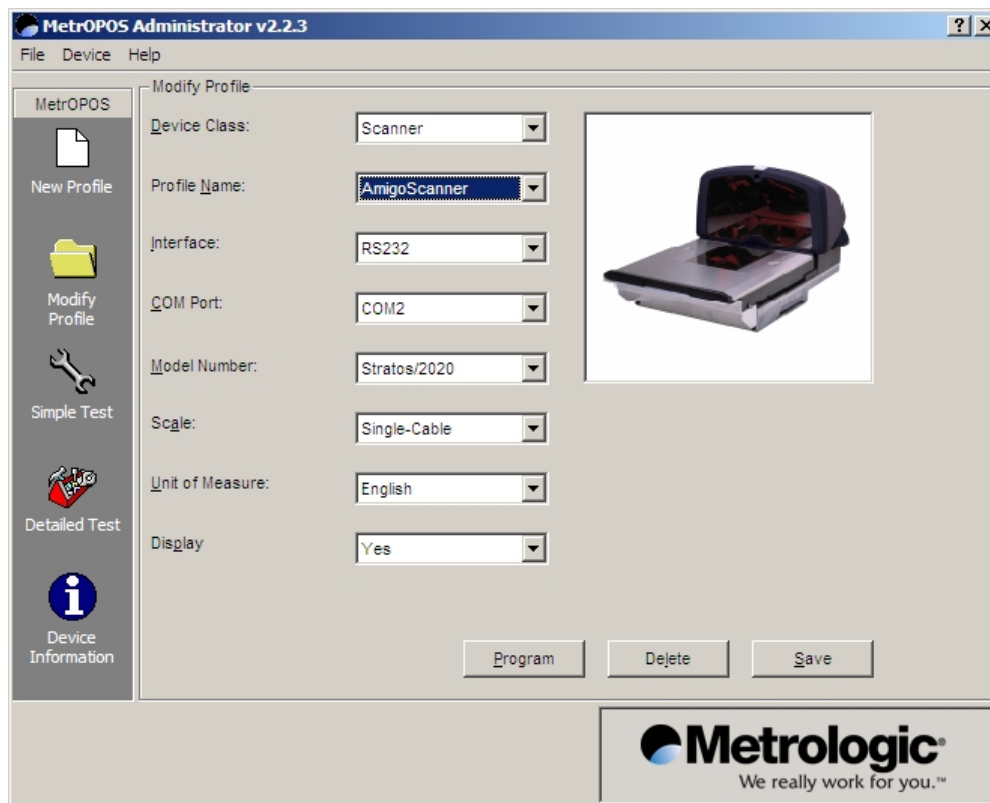 MetrOPOS Administrator v2.2.3
File Device Help
MetrOPOS
New Profile
Modify
Profile
Simple Test
Detailed Test
Device
Information
Modify Profile
Device Class: Scanner
Profile Name: AmigoScanner
Interface: RS232
COM Port: COM2
Model Number: Stratos/2020
Scale: Single-Cable
Unit of Measure: English
Display Yes
Program Delete Save
Metrologic®
We really work for you.™